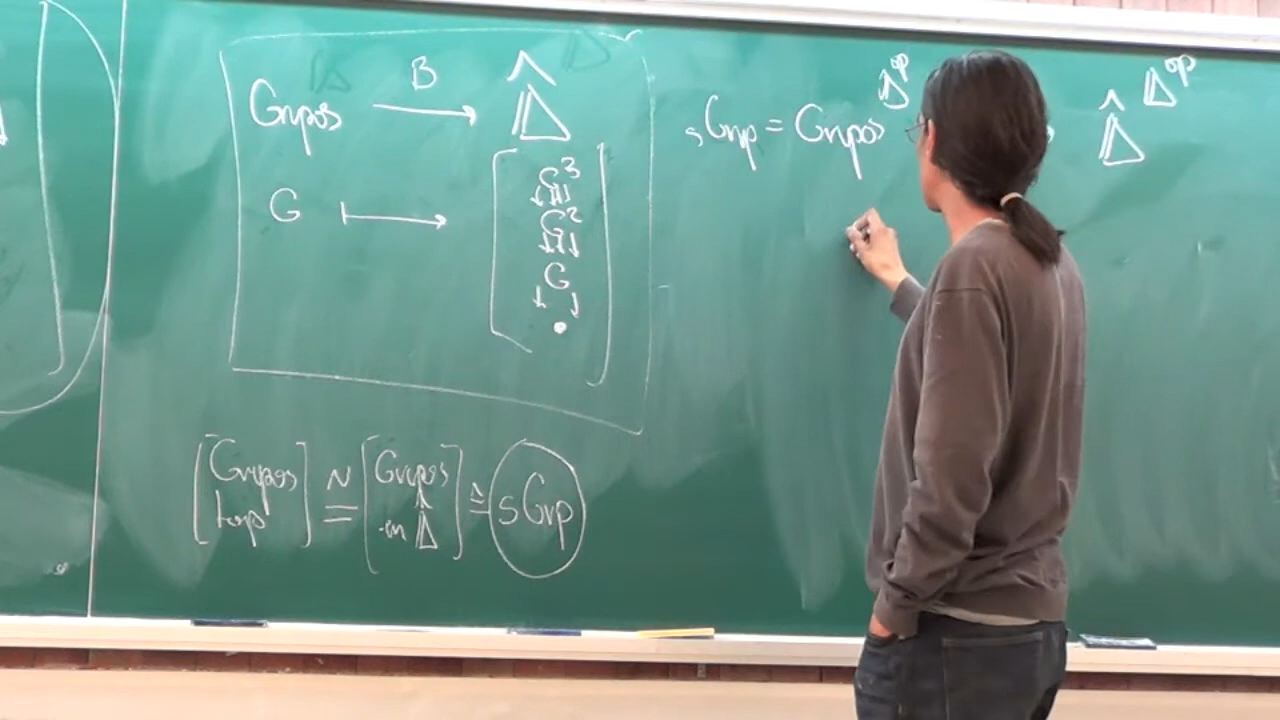 Grupos B Δ̂
G ⟼
G³
↓↓↓↓
G²
↓↓↓
G
↓ ↓
•
[Grupos top] ≅ [Grupos en Δ̂] ≅ sGrp
sGrp = Grupos^Δ^op Δ̂^Δ^op